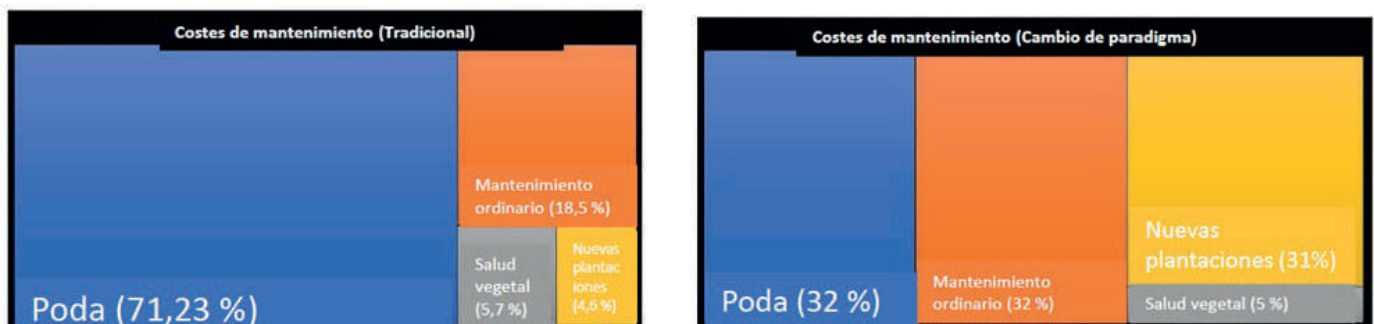 Costes de mantenimiento (Tradicional)
Mantenimiento
ordinario (18,5 %)
Poda (71,23 %)
Salud
vegetal
(5,7 %)
Nuevas
plantac
iones
(4,6 %)
Costes de mantenimiento (Cambio de paradigma)
Poda (32 %)
Mantenimiento
ordinario (32 %)
Nuevas
plantaciones (31%)
Salud vegetal (5 %)